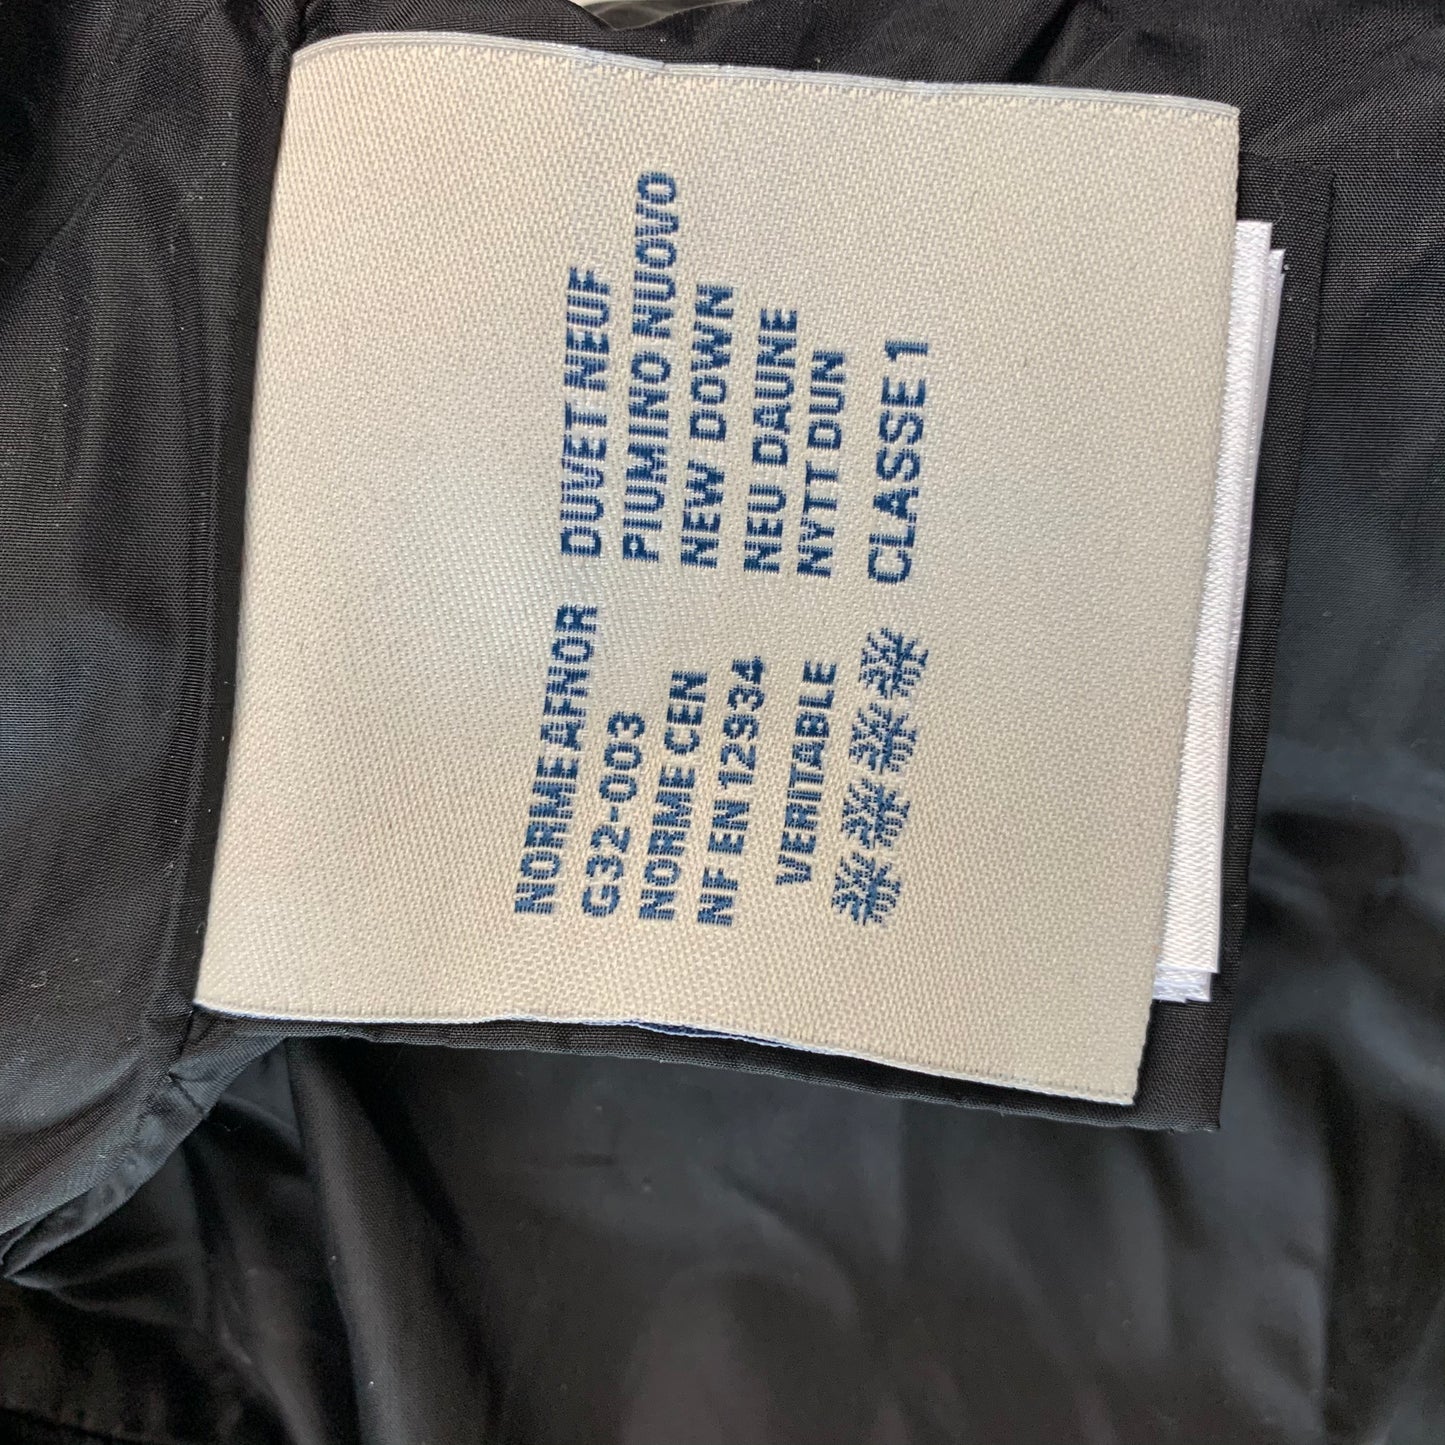 NORME AFNOR DUVET NEUF
G32-003 PIUMINO NUOVO
NORME CEN NEW DOWN
NF EN 12934 NEU DAUNE
VERITABLE NYTT DUN
CLASSE 1